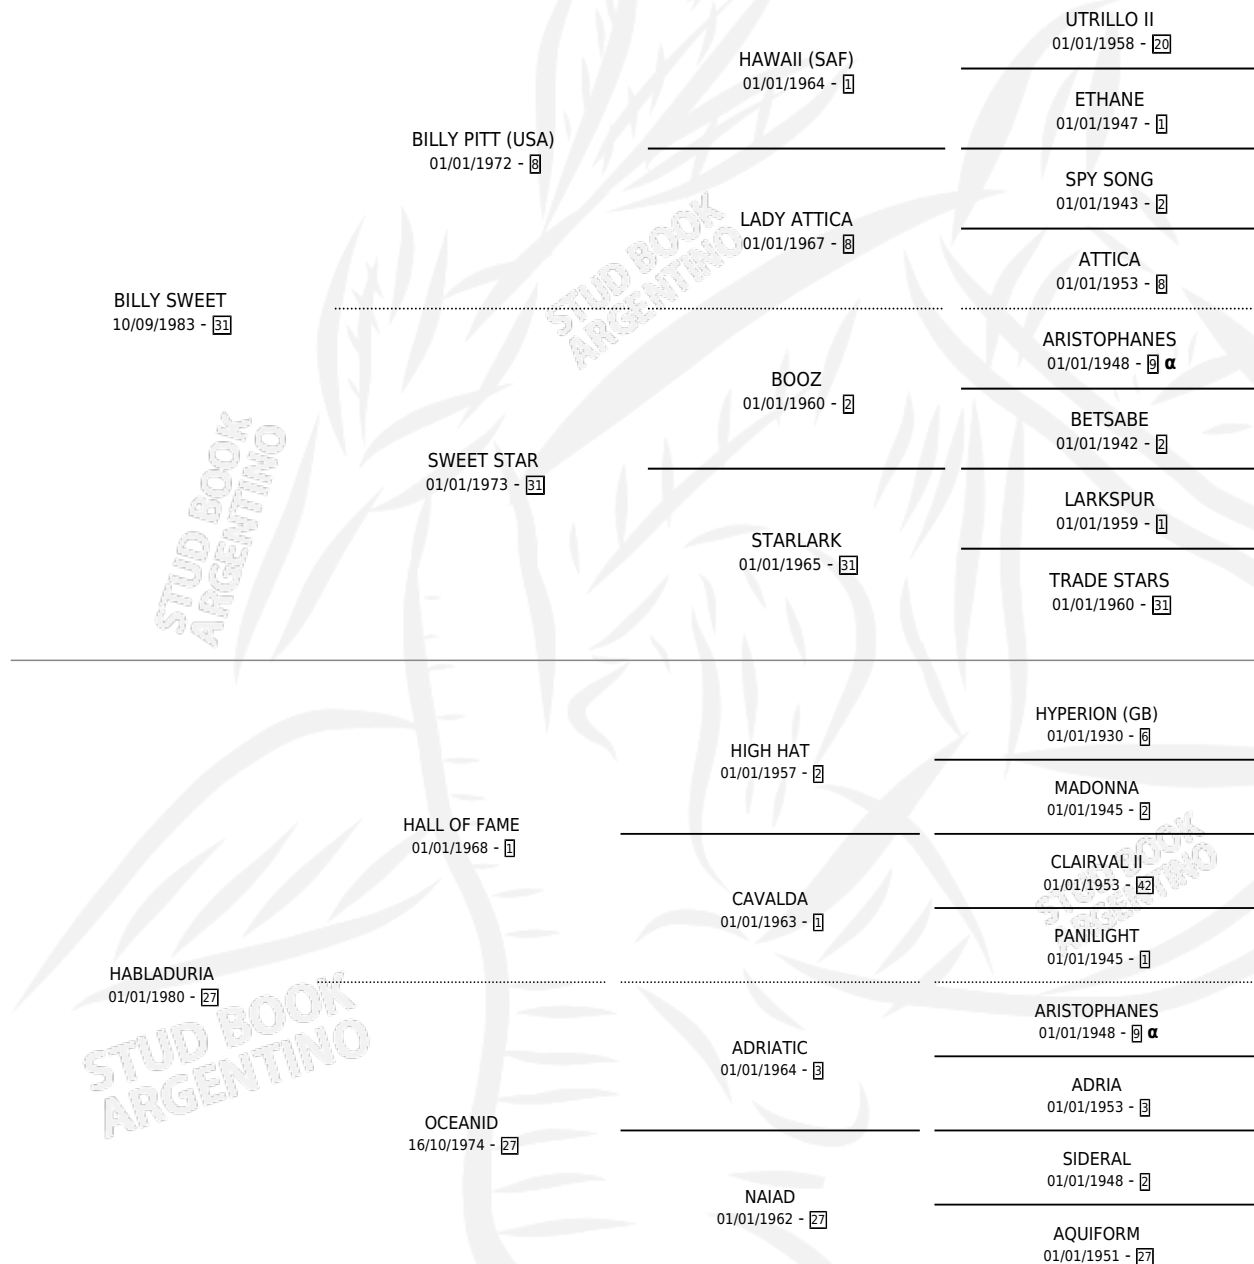 UTRILLO II
01/01/1958 - 20
HAWAII (SAF)
01/01/1964 - 1
ETHANE
01/01/1947 - 1
BILLY PITT (USA)
01/01/1972 - 8
SPY SONG
01/01/1943 - 2
LADY ATTICA
01/01/1967 - 8
ATTICA
01/01/1953 - 8
BILLY SWEET
10/09/1983 - 31
ARISTOPHANES
01/01/1948 - 9 α
BOOZ
01/01/1960 - 2
BETSABE
01/01/1942 - 2
SWEET STAR
01/01/1973 - 31
LARKSPUR
01/01/1959 - 1
STARLARK
01/01/1965 - 31
TRADE STARS
01/01/1960 - 31
HYPERION (GB)
01/01/1930 - 6
HIGH HAT
01/01/1957 - 2
MADONNA
01/01/1945 - 2
HALL OF FAME
01/01/1968 - 1
CLAIRVAL II
01/01/1953 - 42
CAVALDA
01/01/1963 - 1
PANILIGHT
01/01/1945 - 1
HABLADURIA
01/01/1980 - 27
ARISTOPHANES
01/01/1948 - 9 α
ADRIATIC
01/01/1964 - 3
ADRIA
01/01/1953 - 3
OCEANID
16/10/1974 - 27
SIDERAL
01/01/1948 - 2
NAIAD
01/01/1962 - 27
AQUIFORM
01/01/1951 - 27
STUD BOOK
ARGENTINO
STUD BOOK
ARGENTINO
STUD BOOK
ARGENTINO
STUD BOOK
ARGENTINO